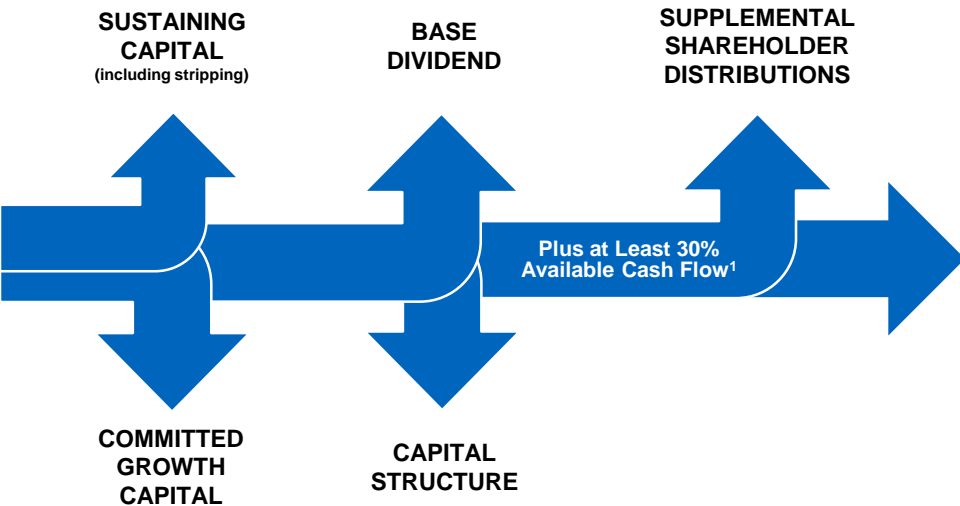 SUSTAINING
CAPITAL
(including stripping)
BASE
DIVIDEND
SUPPLEMENTAL
SHAREHOLDER
DISTRIBUTIONS
Plus at Least 30%
Available Cash Flow¹
COMMITTED
GROWTH
CAPITAL
CAPITAL
STRUCTURE